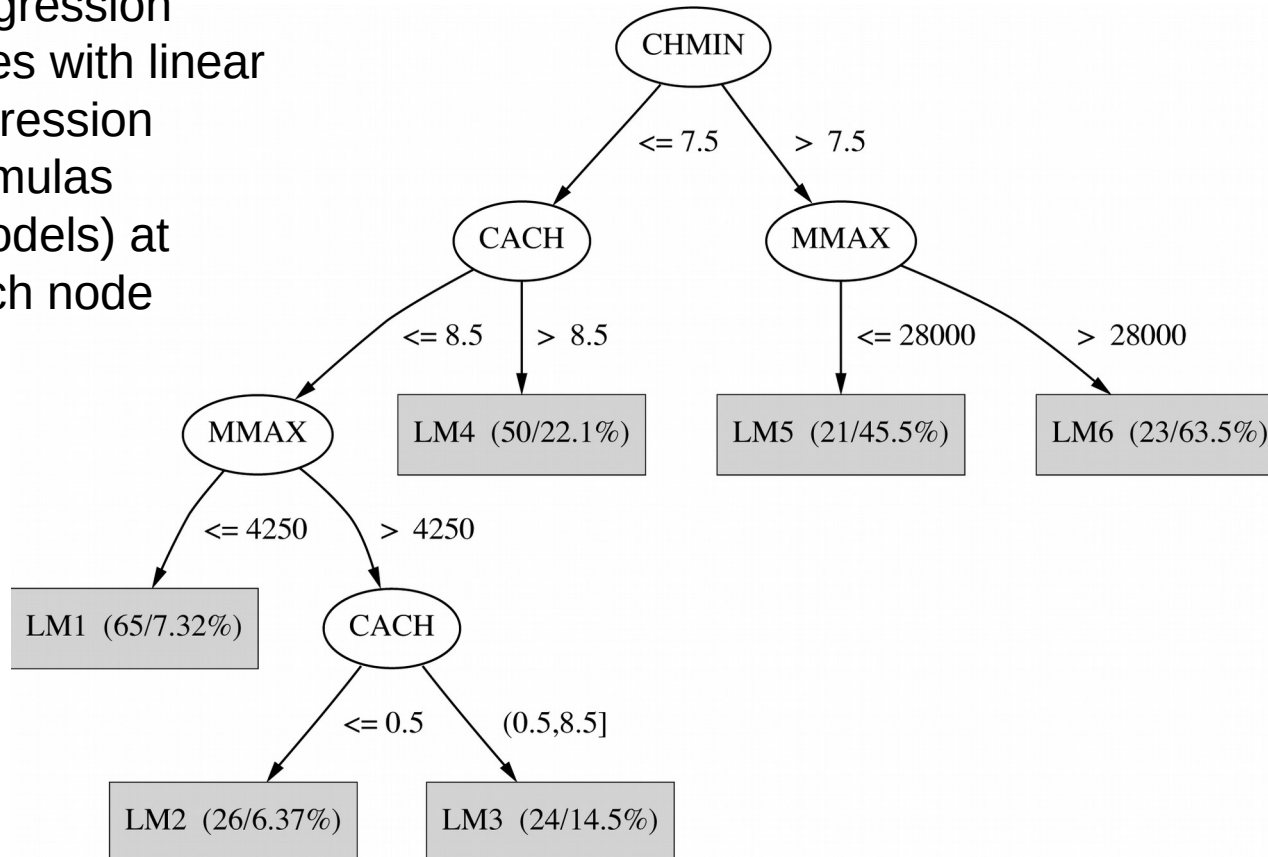 gression
es with linear
ression
mulas
odels) at
ch node
CHMIN
<= 7.5
> 7.5
CACH
MMAX
<= 8.5
> 8.5
<= 28000
> 28000
MMAX
LM4 (50/22.1%)
LM5 (21/45.5%)
LM6 (23/63.5%)
<= 4250
> 4250
LM1 (65/7.32%)
CACH
<= 0.5
(0.5,8.5]
LM2 (26/6.37%)
LM3 (24/14.5%)